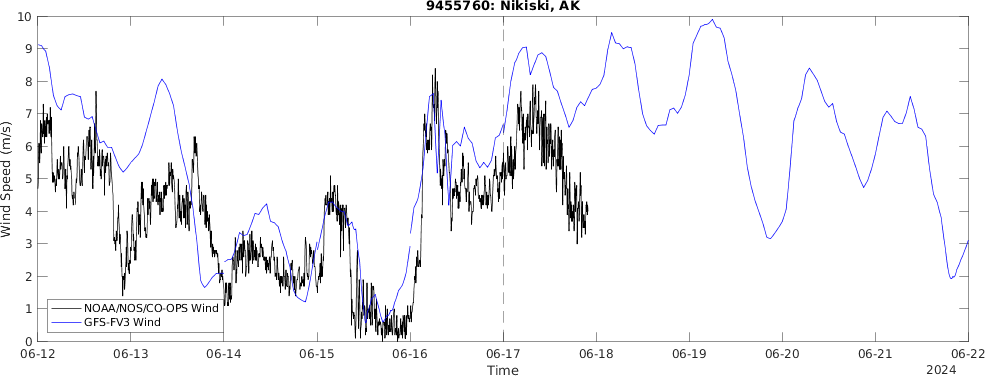 9455760: Nikiski, AK
10
9
8
7
6
5
4
3
2
1
0
Wind Speed (m/s)
NOAA/NOS/CO-OPS Wind
GFS-FV3 Wind
06-12 06-13 06-14 06-15 06-16 06-17 06-18 06-19 06-20 06-21 06-22
Time
2024